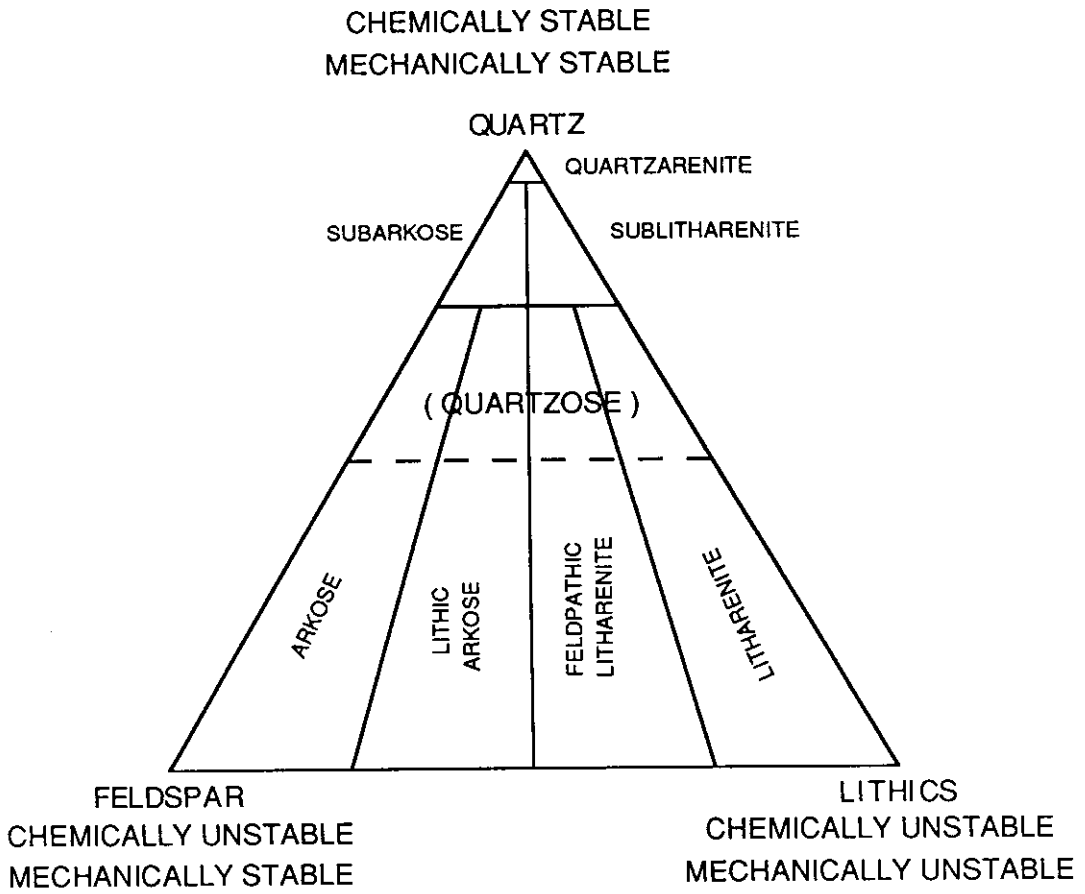 CHEMICALLY STABLE
MECHANICALLY STABLE
QUARTZ
QUARTZARENITE
SUBARKOSE
SUBLITHARENITE
( QUARTZOSE )
ARKOSE
LITHIC
ARKOSE
FELDPATHIC
LITHARENITE
LITHARENITE
FELDSPAR
CHEMICALLY UNSTABLE
MECHANICALLY STABLE
LITHICS
CHEMICALLY UNSTABLE
MECHANICALLY UNSTABLE